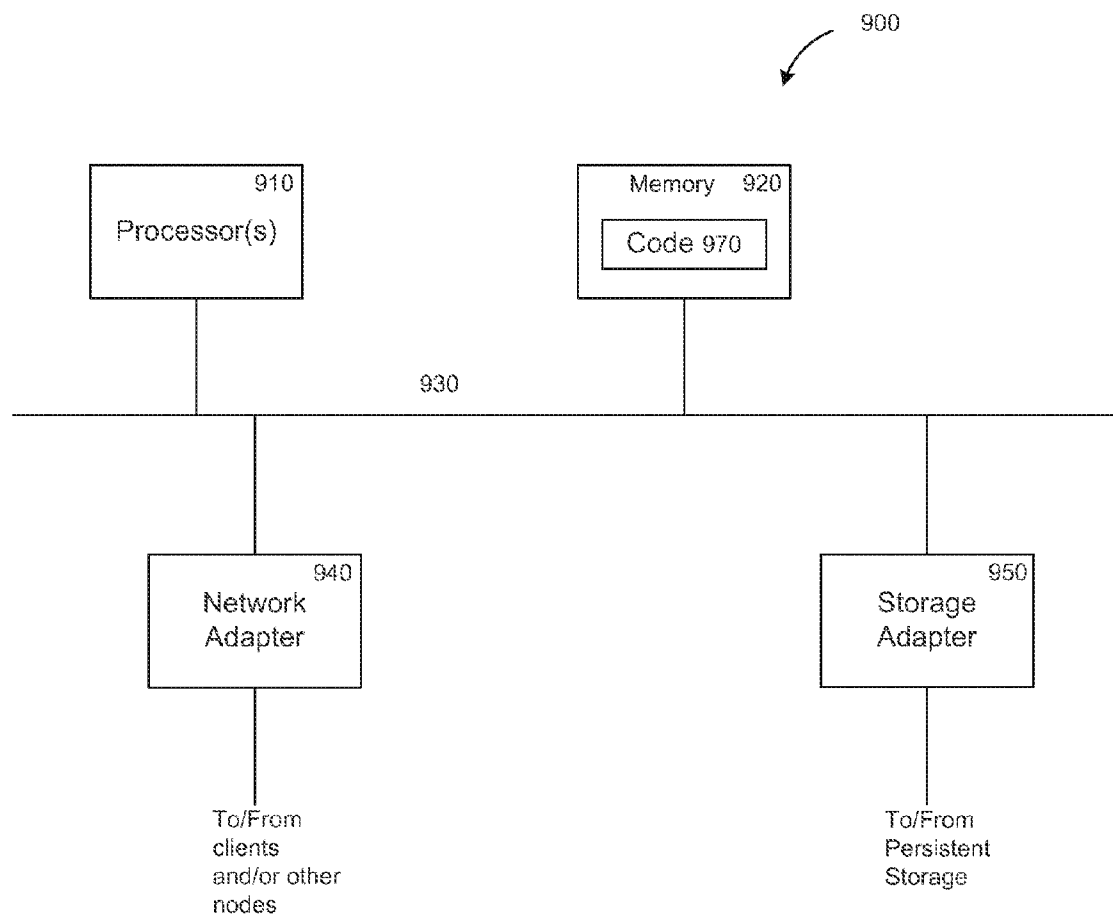 900
910
Processor(s)
Memory 920
Code 970
930
940
Network
Adapter
950
Storage
Adapter
To/From
clients
and/or other
nodes
To/From
Persistent
Storage